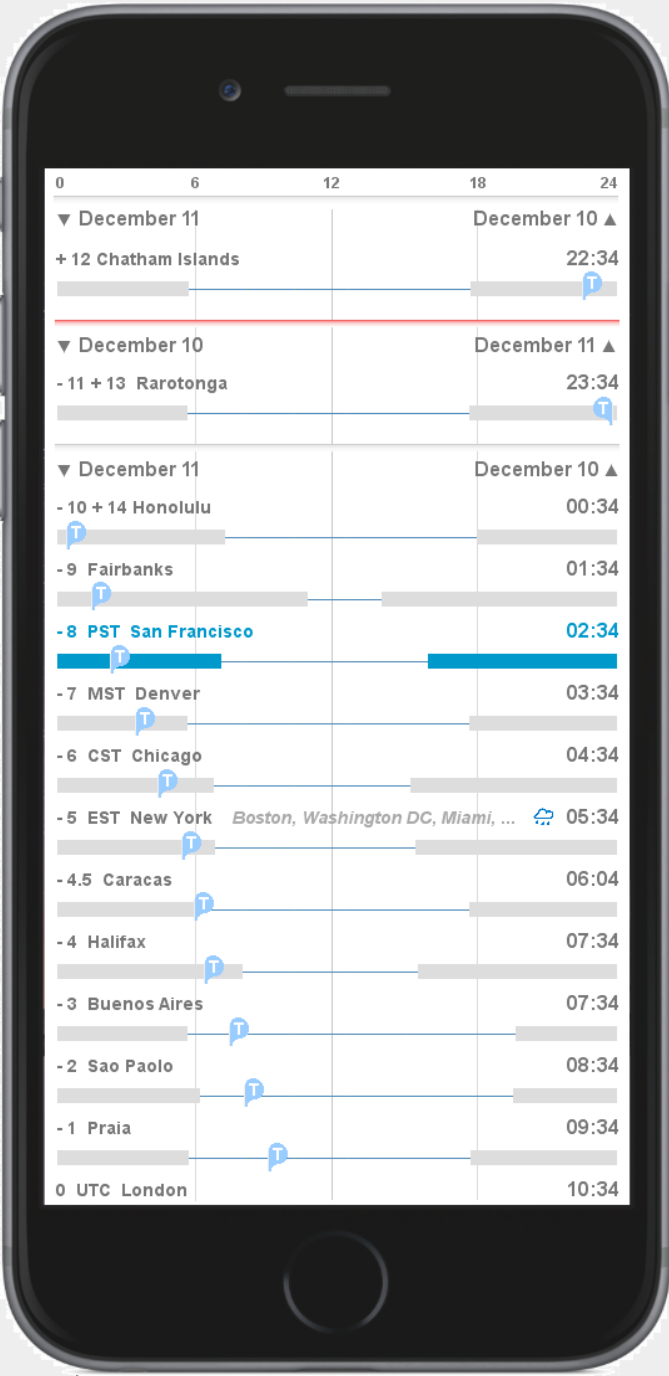 0 6 12 18 24
▼ December 11 December 10 ▲
+ 12 Chatham Islands 22:34
T
▼ December 10 December 11 ▲
- 11 + 13 Rarotonga 23:34
T
▼ December 11 December 10 ▲
- 10 + 14 Honolulu 00:34
T
- 9 Fairbanks 01:34
T
- 8 PST San Francisco 02:34
T
- 7 MST Denver 03:34
T
- 6 CST Chicago 04:34
T
- 5 EST New York Boston, Washington DC, Miami, ... 05:34
T
- 4.5 Caracas 06:04
T
- 4 Halifax 07:34
T
- 3 Buenos Aires 07:34
T
- 2 Sao Paolo 08:34
T
- 1 Praia 09:34
T
0 UTC London 10:34